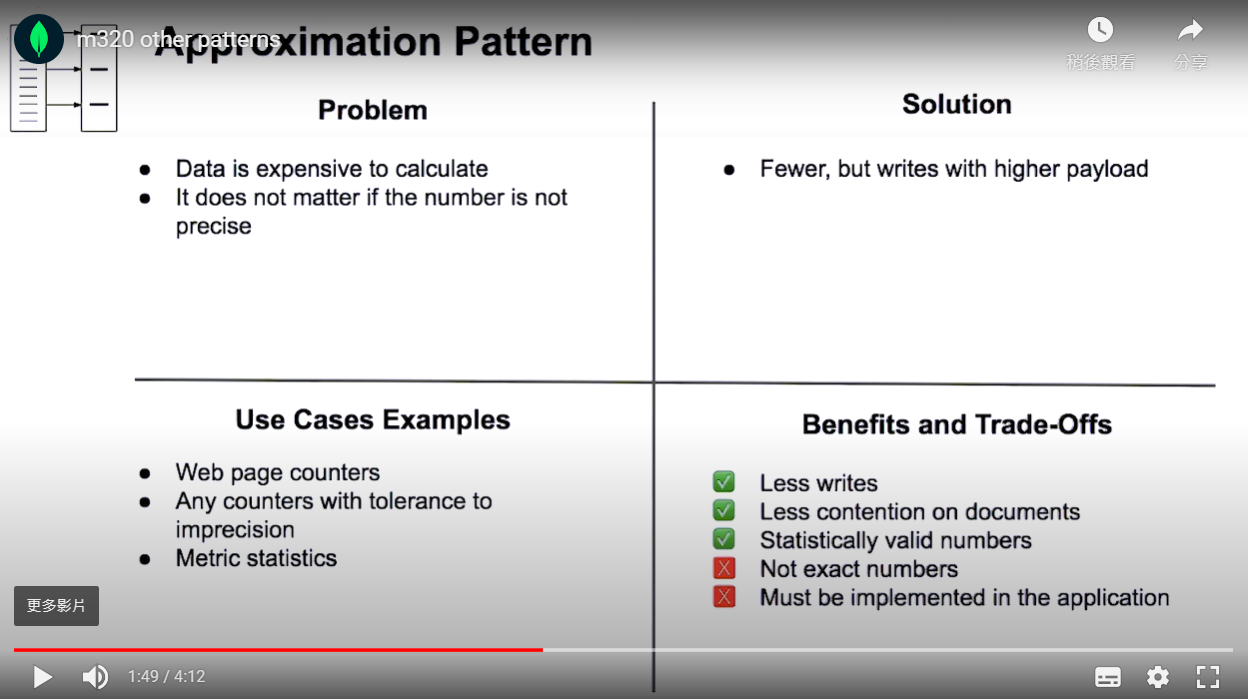 Approximation Pattern
m320 other patterns
稍後觀看
分享
Problem
Data is expensive to calculate
It does not matter if the number is not
precise
Solution
Fewer, but writes with higher payload
Use Cases Examples
Web page counters
Any counters with tolerance to
imprecision
Metric statistics
Benefits and Trade-Offs
Less writes
Less contention on documents
Statistically valid numbers
Not exact numbers
Must be implemented in the application
更多影片
1:49 / 4:12